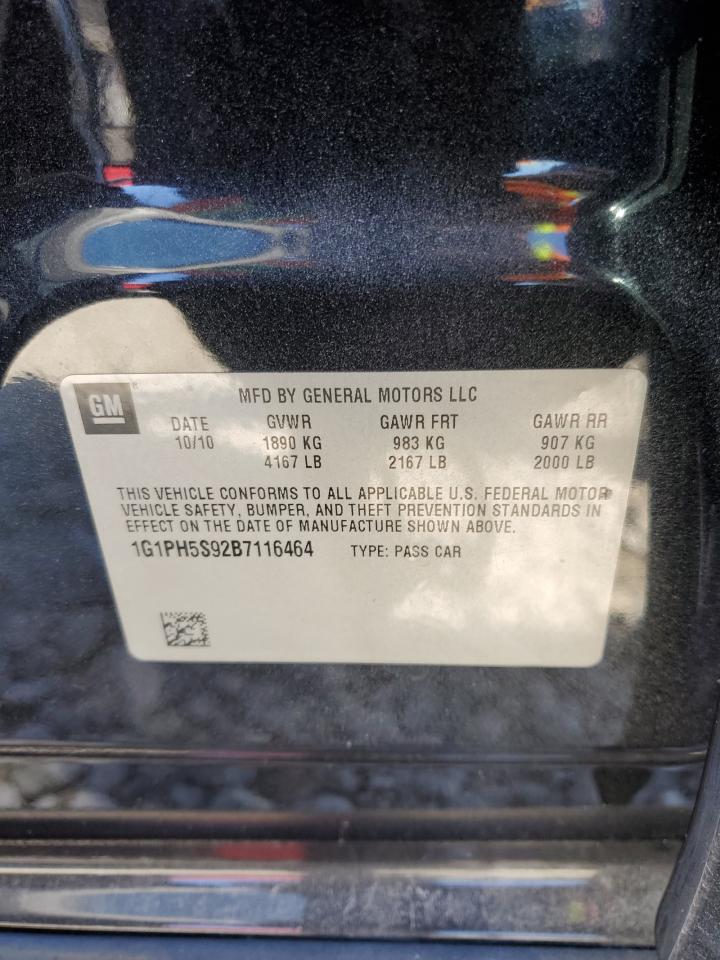 GM
MFD BY GENERAL MOTORS LLC
DATE GVWR GAWR FRT GAWR RR
10/10 1890 KG 983 KG 907 KG
4167 LB 2167 LB 2000 LB
THIS VEHICLE CONFORMS TO ALL APPLICABLE U.S. FEDERAL MOTOR
VEHICLE SAFETY, BUMPER, AND THEFT PREVENTION STANDARDS IN
EFFECT ON THE DATE OF MANUFACTURE SHOWN ABOVE.
1G1PH5S92B7116464 TYPE: PASS CAR